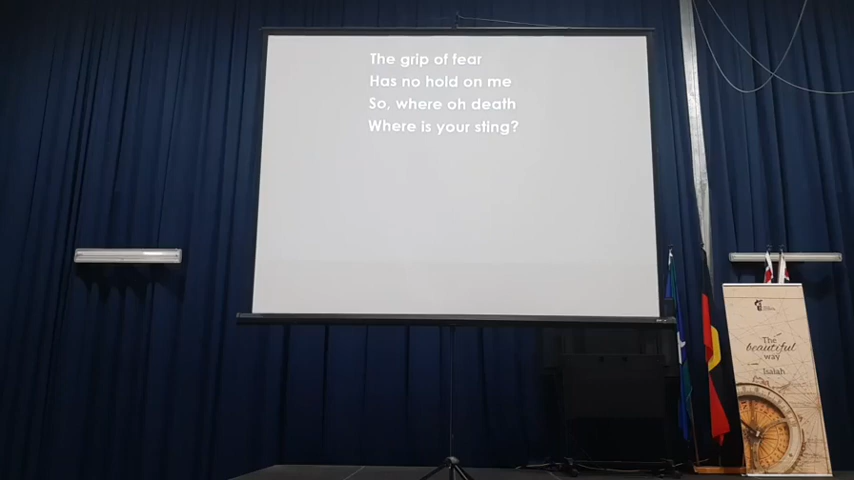 The grip of fear
Has no hold on me
So, where oh death
Where is your sting?
The
beautiful
way
Isaiah